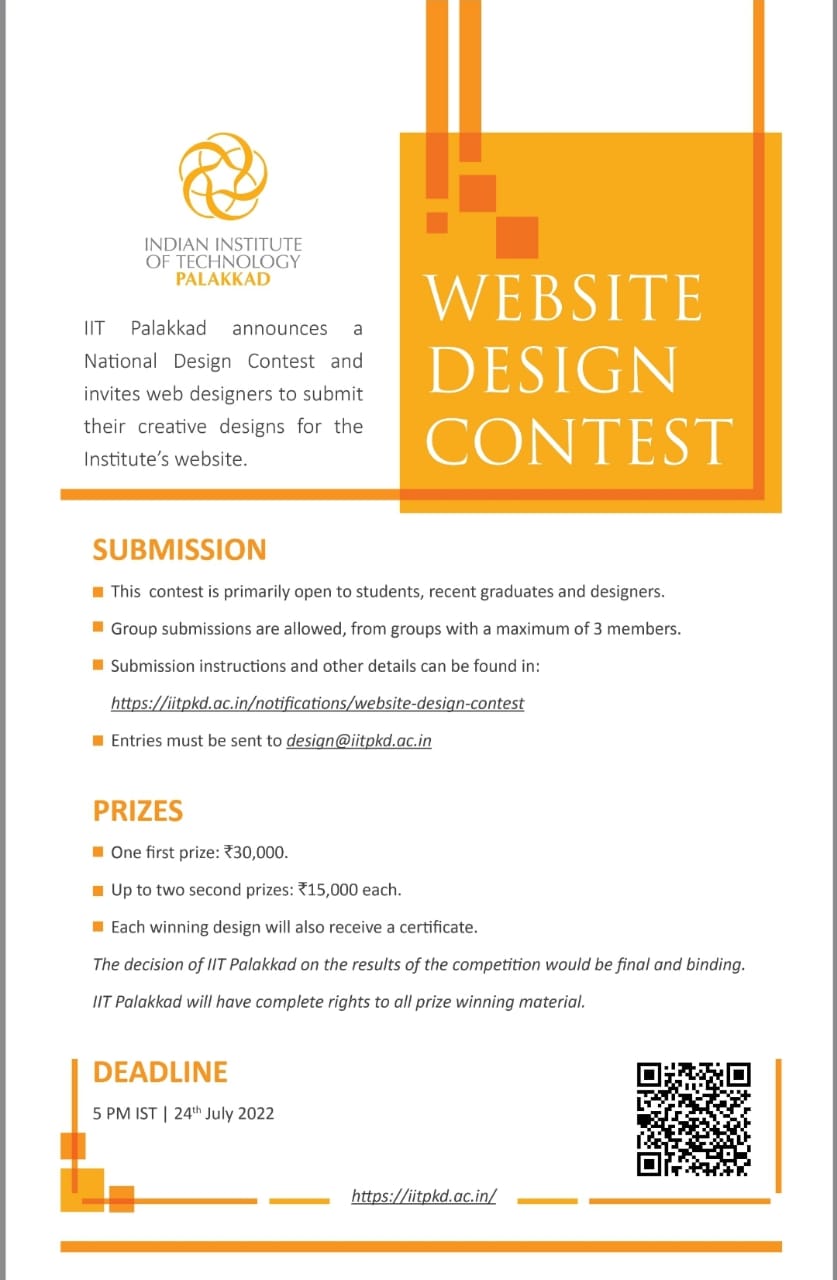 INDIAN INSTITUTE
OF TECHNOLOGY
PALAKKAD
IIT Palakkad announces a
National Design Contest and
invites web designers to submit
their creative designs for the
Institute's website.
WEBSITE
DESIGN
CONTEST
SUBMISSION
This contest is primarily open to students, recent graduates and designers.
Group submissions are allowed, from groups with a maximum of 3 members.
Submission instructions and other details can be found in:
https://iitpkd.ac.in/notifications/website-design-contest
Entries must be sent to design@iitpkd.ac.in
PRIZES
One first prize: ₹30,000.
Up to two second prizes: ₹15,000 each.
Each winning design will also receive a certificate.
The decision of IIT Palakkad on the results of the competition would be final and binding.
IIT Palakkad will have complete rights to all prize winning material.
DEADLINE
5 PM IST | 24th July 2022
https://iitpkd.ac.in/